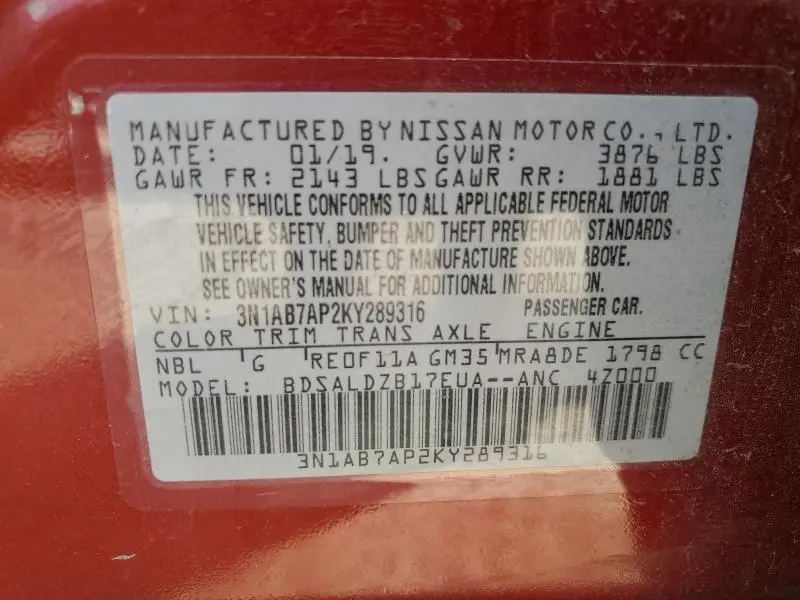 MANUFACTURED BY NISSAN MOTOR CO., LTD.
DATE: 01/19. GVWR: 3876 LBS
GAWR FR: 2143 LBS GAWR RR: 1881 LBS
THIS VEHICLE CONFORMS TO ALL APPLICABLE FEDERAL MOTOR
VEHICLE SAFETY, BUMPER AND THEFT PREVENTION STANDARDS
IN EFFECT ON THE DATE OF MANUFACTURE SHOWN ABOVE.
SEE OWNER'S MANUAL FOR ADDITIONAL INFORMATION.
VIN: 3N1AB7AP2KY289316 PASSENGER CAR.
COLOR TRIM TRANS AXLE ENGINE
NBL G RE0F11A GM35 MRA8DE 1798 CC
MODEL: BDSALDZB17EUA--ANC 4Z000
3N1AB7AP2KY289316